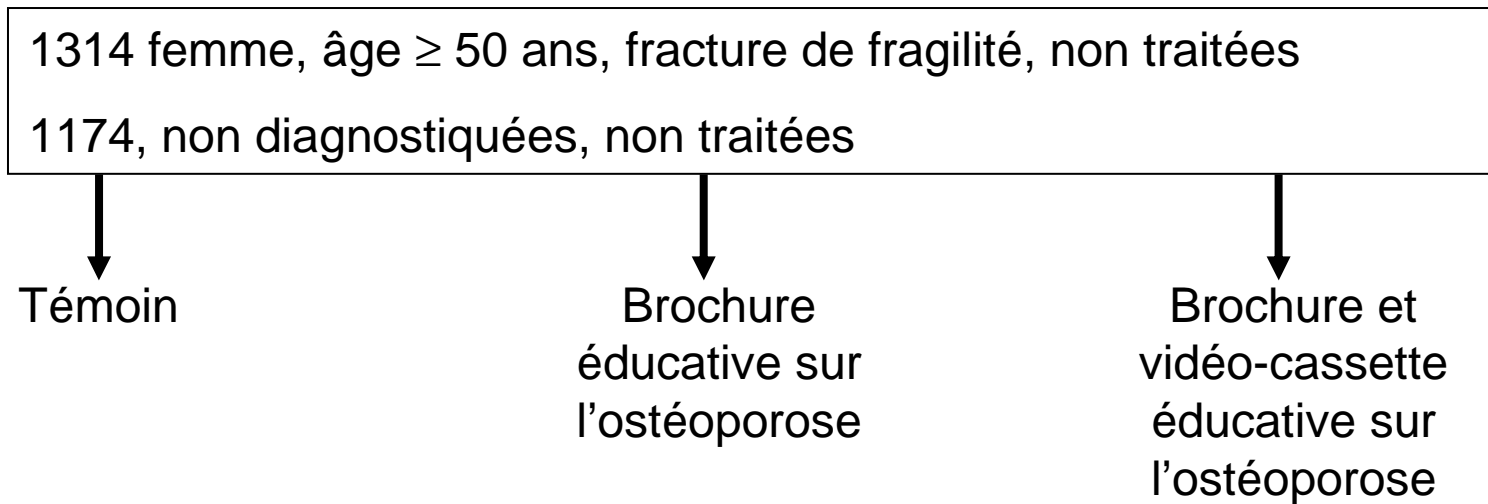 1314 femme, âge ≥ 50 ans, fracture de fragilité, non traitées
1174, non diagnostiquées, non traitées
Témoin
Brochure
éducative sur
l'ostéoporose
Brochure et
vidéo-cassette
éducative sur
l'ostéoporose